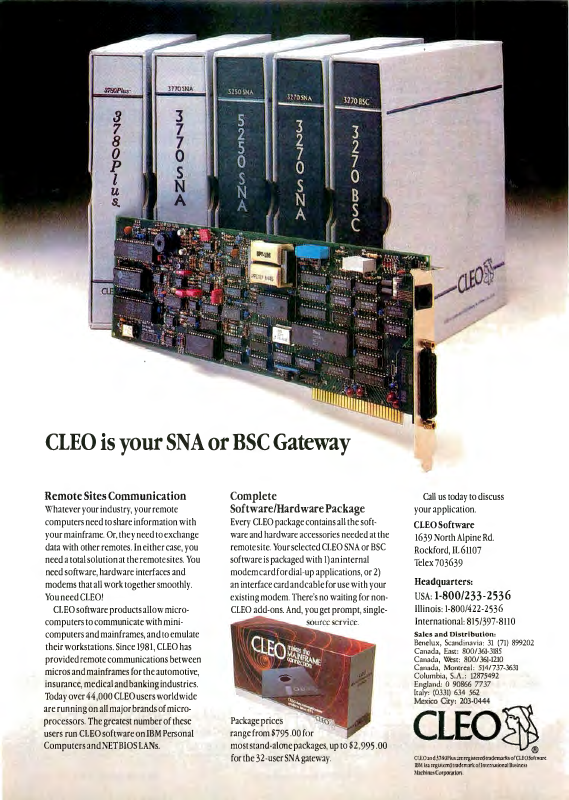 3780Plus
3770 SNA
5250 SNA
3270 SNA
3270 BSC
3780Plus
3770 SNA
5250 SNA
3270 SNA
3270 BSC
CLEO
CLEO is your SNA or BSC Gateway
Remote Sites Communication
Whatever your industry, your remote
computers need to share information with
your mainframe. Or, they need to exchange
data with other remotes. In either case, you
need a total solution at the remote sites. You
need software, hardware interfaces and
modems that all work together smoothly.
You need CLEO!
CLEO software products allow micro-
computers to communicate with mini-
computers and mainframes, and to emulate
their workstations. Since 1981, CLEO has
provided remote communications between
micros and mainframes for the automotive,
insurance, medical and banking industries.
Today over 44,000 CLEO users worldwide
are running on all major brands of micro-
processors. The greatest number of these
users run CLEO software on IBM Personal
Computers and NETBIOS LANs.
Complete
Software/Hardware Package
Every CLEO package contains all the soft-
ware and hardware accessories needed at the
remote site. Your selected CLEO SNA or BSC
software is packaged with 1) an internal
modem card for dial-up applications, or 2)
an interface card and cable for use with your
existing modem. There's no waiting for non-
CLEO add-ons. And, you get prompt, single-
source service.
CLEO makes the
MAINFRAME
connection
CLEO
Package prices
range from $795.00 for
most stand-alone packages, up to $2,995.00
for the 32-user SNA gateway.
Call us today to discuss
your application.
CLEO Software
1639 North Alpine Rd.
Rockford, IL 61107
Telex 703639
Headquarters:
USA: 1-800/233-2536
Illinois: 1-800/422-2536
International: 815/397-8110
Sales and Distribution:
Benelux, Scandinavia: 31 (71) 899202
Canada, East: 800/361-3185
Canada, West: 800/361-1210
Canada, Montreal: 514/737-3631
Columbia, S.A.: 12875492
England: 0 90866 7737
Italy: (0331) 634 562
Mexico City: 203-0444
CLEO®
CLEO and 3780Plus are registered trademarks of CLEO Software
IBM is a registered trademark of International Business
Machines Corporation.